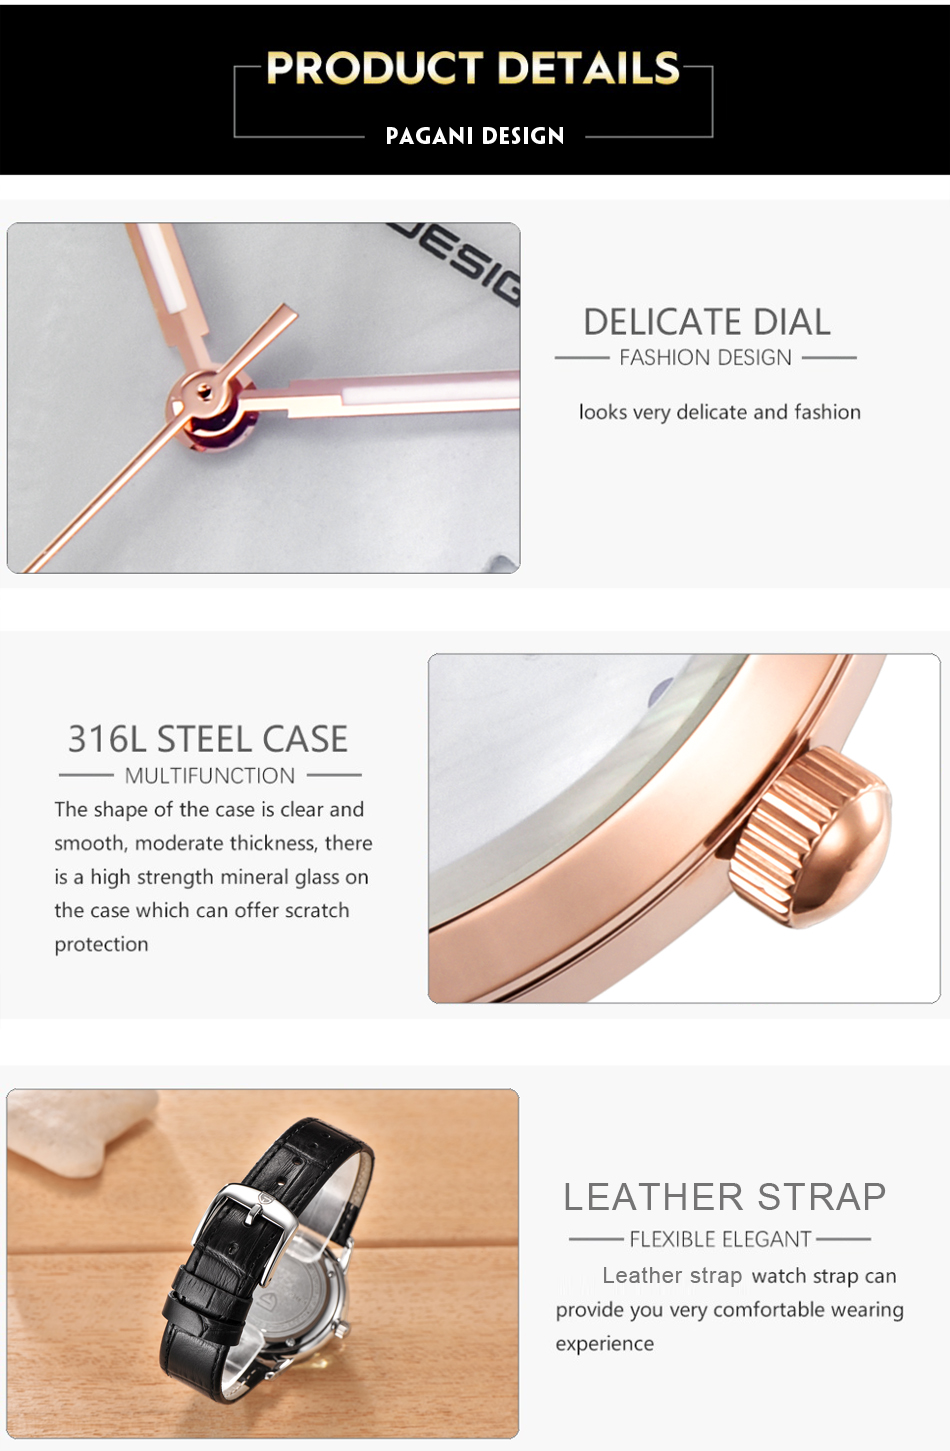 PRODUCT DETAILS
PAGANI DESIGN
DESIG
DELICATE DIAL
FASHION DESIGN
looks very delicate and fashion
316L STEEL CASE
MULTIFUNCTION
The shape of the case is clear and
smooth, moderate thickness, there
is a high strength mineral glass on
the case which can offer scratch
protection
LEATHER STRAP
FLEXIBLE ELEGANT
Leather strap watch strap can
provide you very comfortable wearing
experience